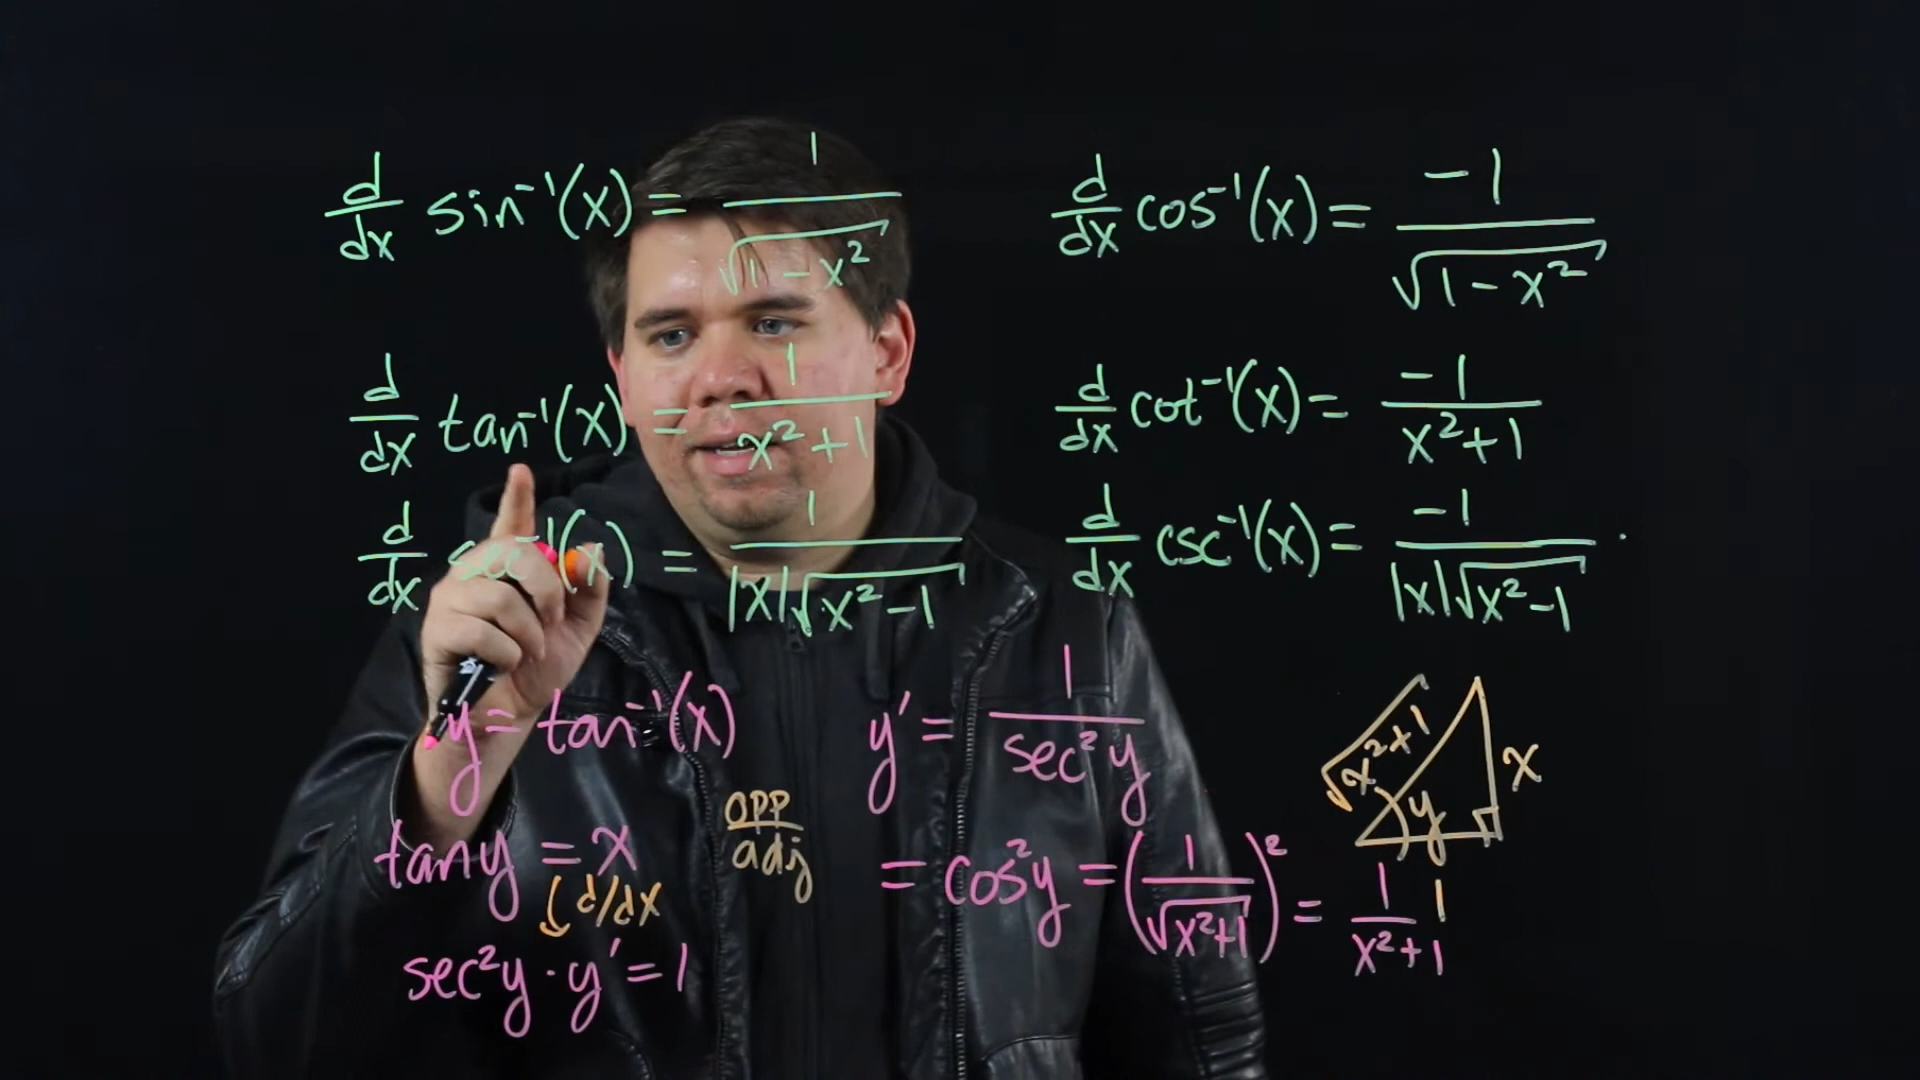 d/dx sin⁻¹(x) = 1/√(1-x²)
d/dx cos⁻¹(x) = -1/√(1-x²)
d/dx tan⁻¹(x) = 1/(x²+1)
d/dx cot⁻¹(x) = -1/(x²+1)
d/dx sec⁻¹(x) = 1/(|x|√(x²-1))
d/dx csc⁻¹(x) = -1/(|x|√(x²-1))
y = tan⁻¹(x)
tan y = x
d/dx
sec²y · y' = 1
opp/adj
y' = 1/sec²y
= cos²y = (1/√(x²+1))² = 1/(x²+1)
√x²+1
x
y
1